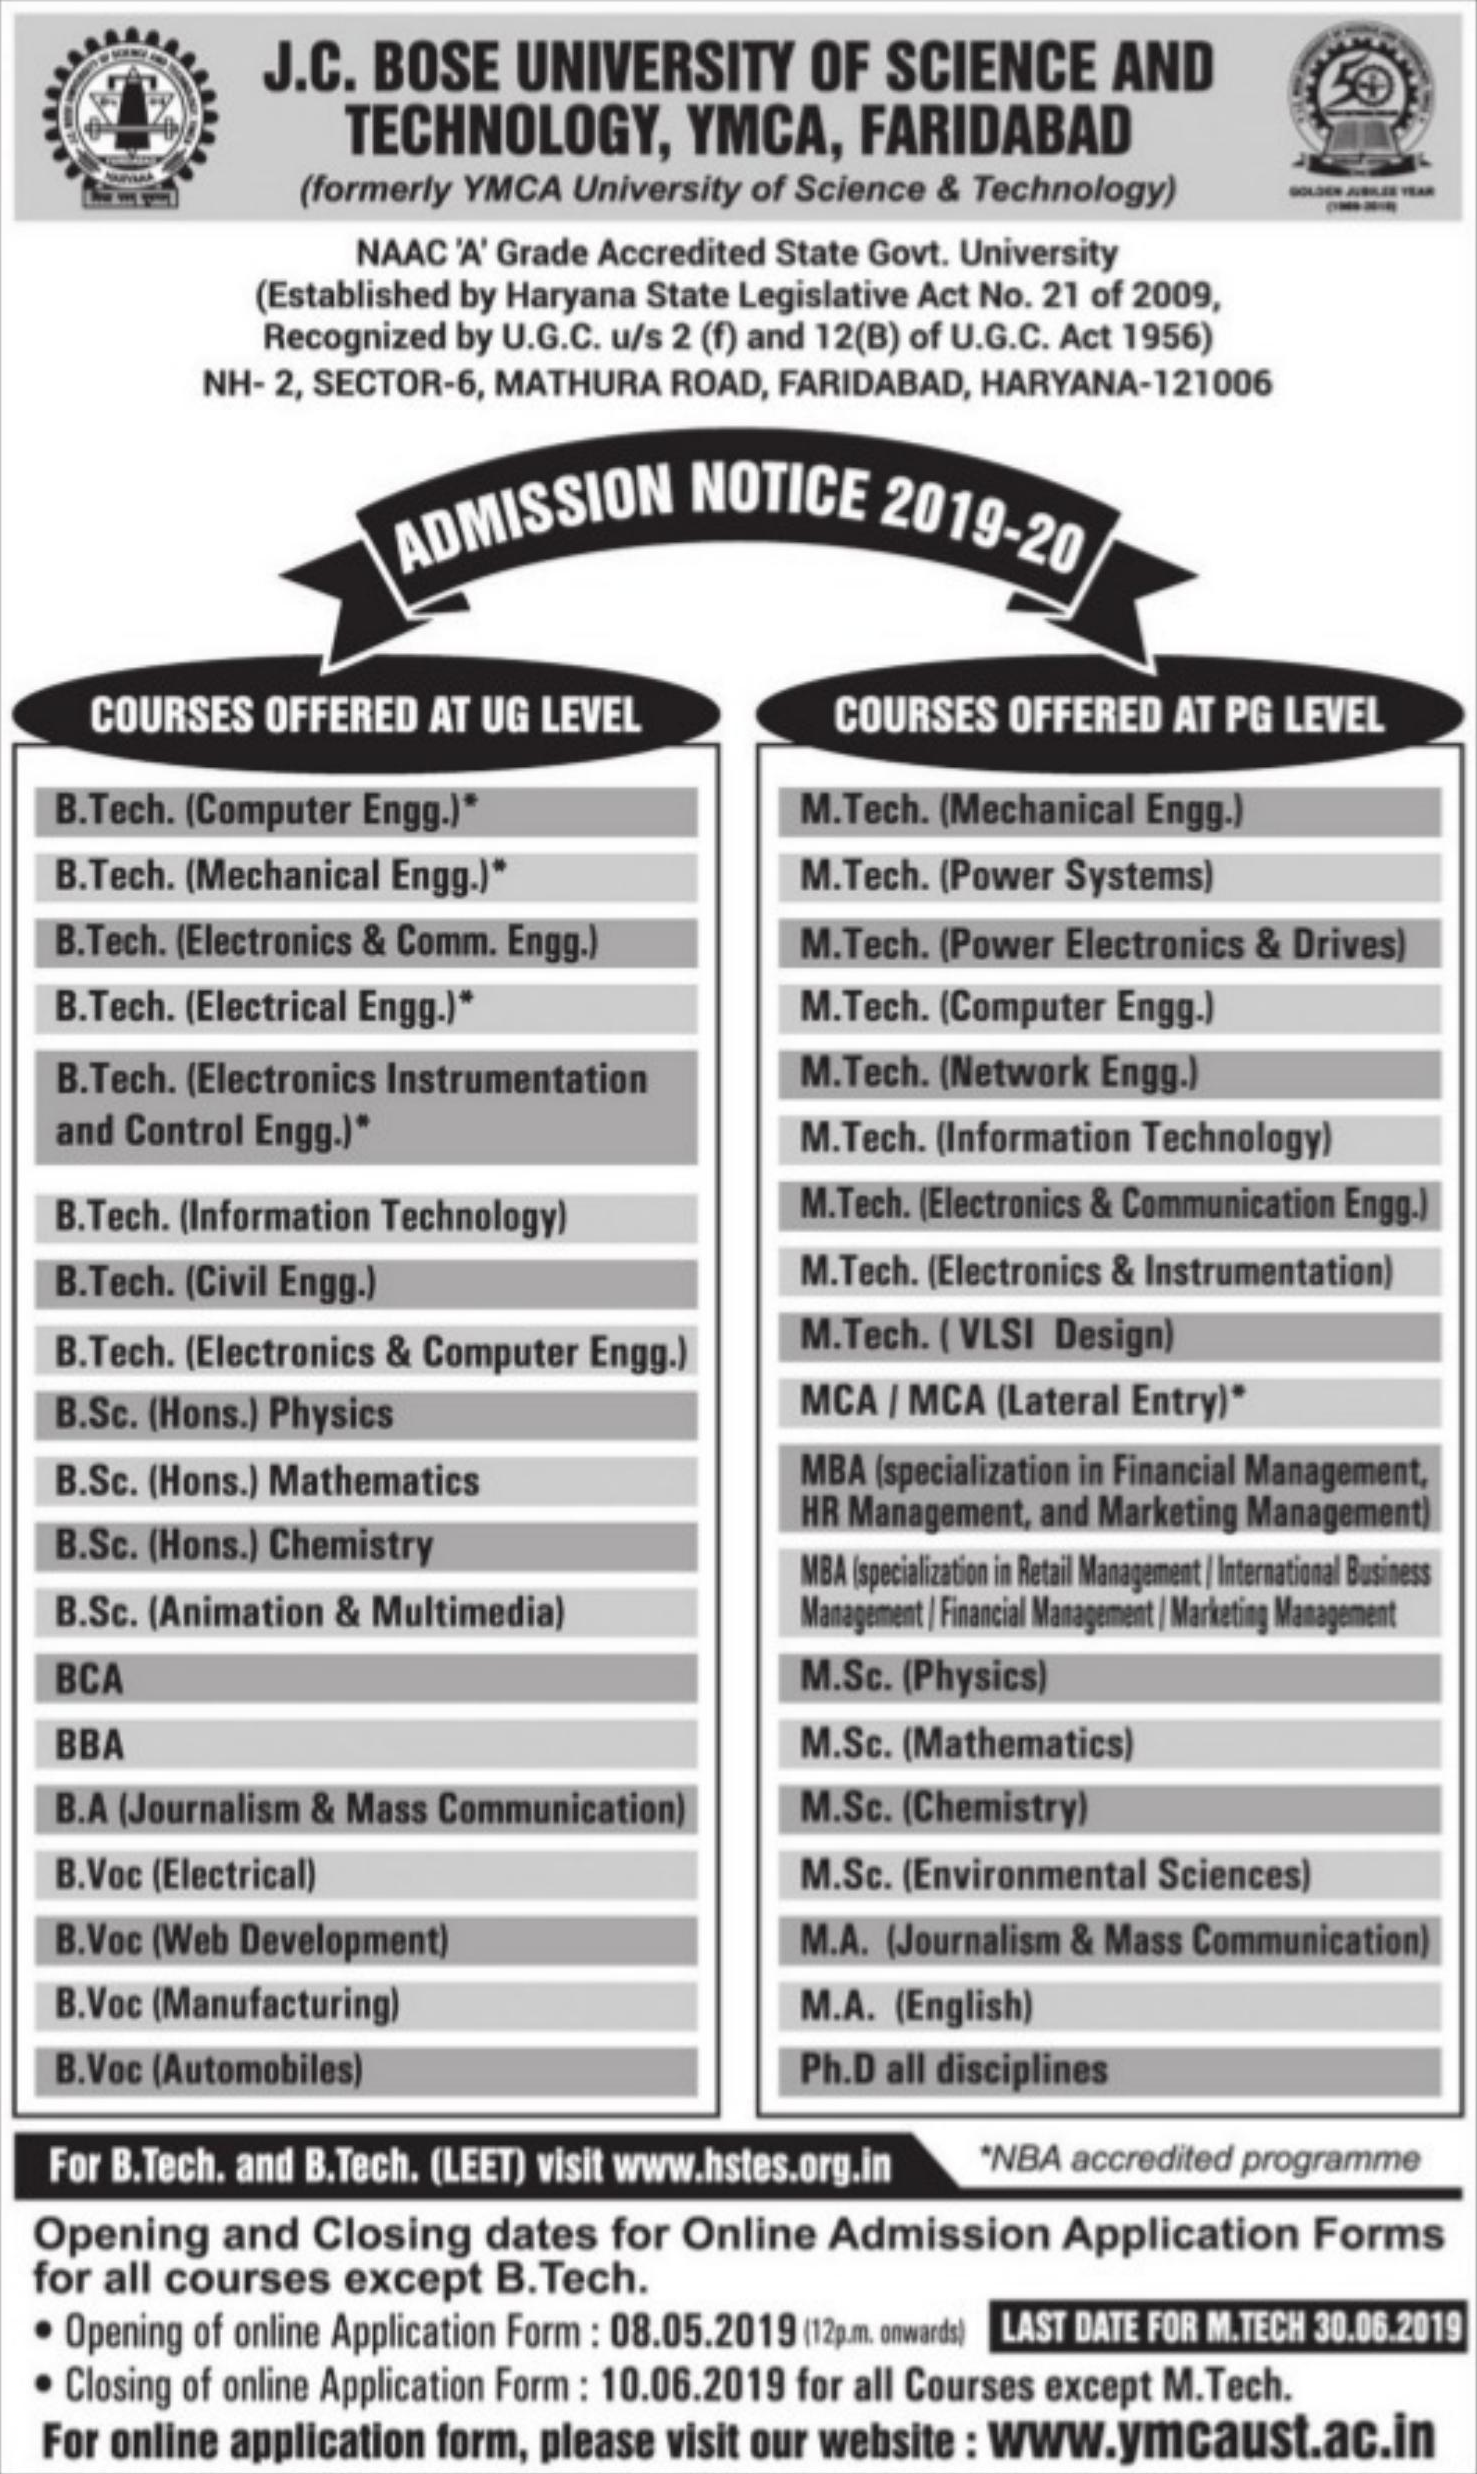 J.C. BOSE UNIVERSITY OF SCIENCE AND
TECHNOLOGY, YMCA, FARIDABAD
(formerly YMCA University of Science & Technology)
GOLDEN JUBILEE YEAR
NAAC 'A' Grade Accredited State Govt. University
(Established by Haryana State Legislative Act No. 21 of 2009,
Recognized by U.G.C. u/s 2 (f) and 12(B) of U.G.C. Act 1956)
NH- 2, SECTOR-6, MATHURA ROAD, FARIDABAD, HARYANA-121006
ADMISSION NOTICE 2019-20
COURSES OFFERED AT UG LEVEL
B.Tech. (Computer Engg.)*
B.Tech. (Mechanical Engg.)*
B.Tech. (Electronics & Comm. Engg.)
B.Tech. (Electrical Engg.)*
B.Tech. (Electronics Instrumentation
and Control Engg.)*
B.Tech. (Information Technology)
B.Tech. (Civil Engg.)
B.Tech. (Electronics & Computer Engg.)
B.Sc. (Hons.) Physics
B.Sc. (Hons.) Mathematics
B.Sc. (Hons.) Chemistry
B.Sc. (Animation & Multimedia)
BCA
BBA
B.A (Journalism & Mass Communication)
B.Voc (Electrical)
B.Voc (Web Development)
B.Voc (Manufacturing)
B.Voc (Automobiles)
COURSES OFFERED AT PG LEVEL
M.Tech. (Mechanical Engg.)
M.Tech. (Power Systems)
M.Tech. (Power Electronics & Drives)
M.Tech. (Computer Engg.)
M.Tech. (Network Engg.)
M.Tech. (Information Technology)
M.Tech. (Electronics & Communication Engg.)
M.Tech. (Electronics & Instrumentation)
M.Tech. ( VLSI Design)
MCA / MCA (Lateral Entry)*
MBA (specialization in Financial Management,
HR Management, and Marketing Management)
MBA (specialization in Retail Management / International Business
Management / Financial Management / Marketing Management
M.Sc. (Physics)
M.Sc. (Mathematics)
M.Sc. (Chemistry)
M.Sc. (Environmental Sciences)
M.A. (Journalism & Mass Communication)
M.A. (English)
Ph.D all disciplines
For B.Tech. and B.Tech. (LEET) visit www.hstes.org.in
*NBA accredited programme
Opening and Closing dates for Online Admission Application Forms
for all courses except B.Tech.
• Opening of online Application Form : 08.05.2019 (12p.m. onwards)
LAST DATE FOR M.TECH 30.06.2019
• Closing of online Application Form : 10.06.2019 for all Courses except M.Tech.
For online application form, please visit our website : www.ymcaust.ac.in